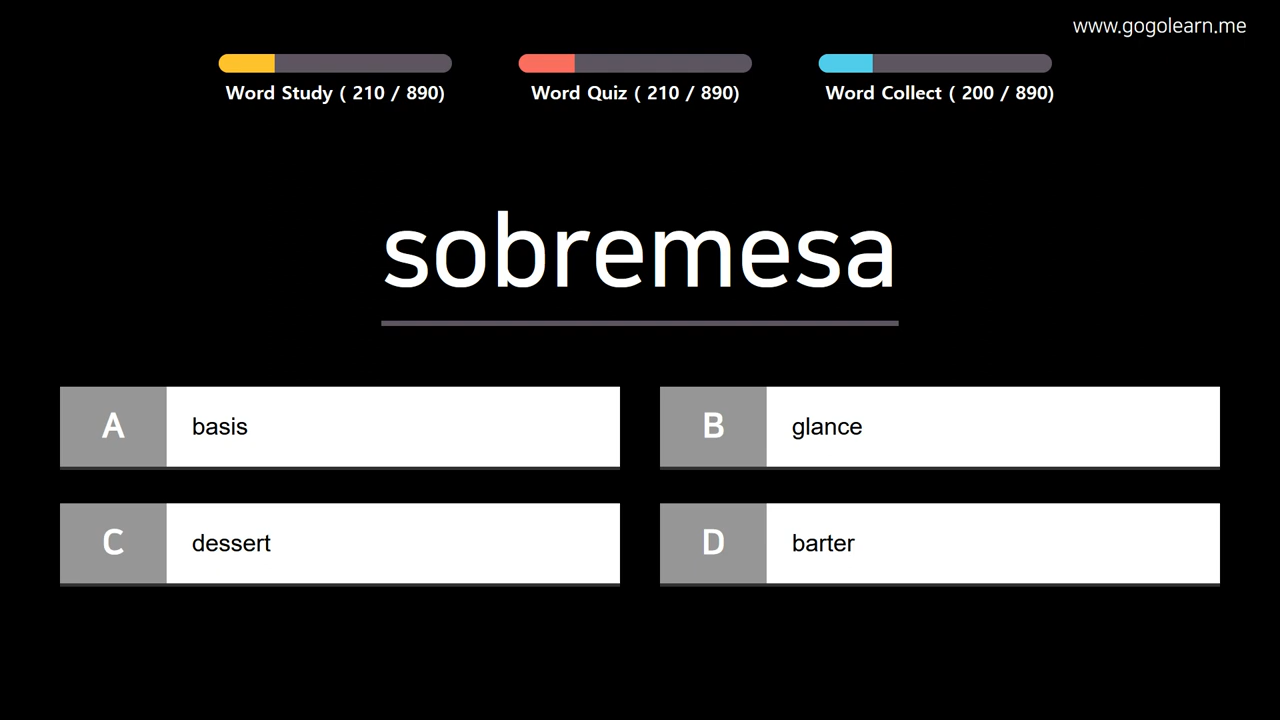 www.gogolearn.me
Word Study ( 210 / 890)
Word Quiz ( 210 / 890)
Word Collect ( 200 / 890)
sobremesa
A basis
B glance
C dessert
D barter